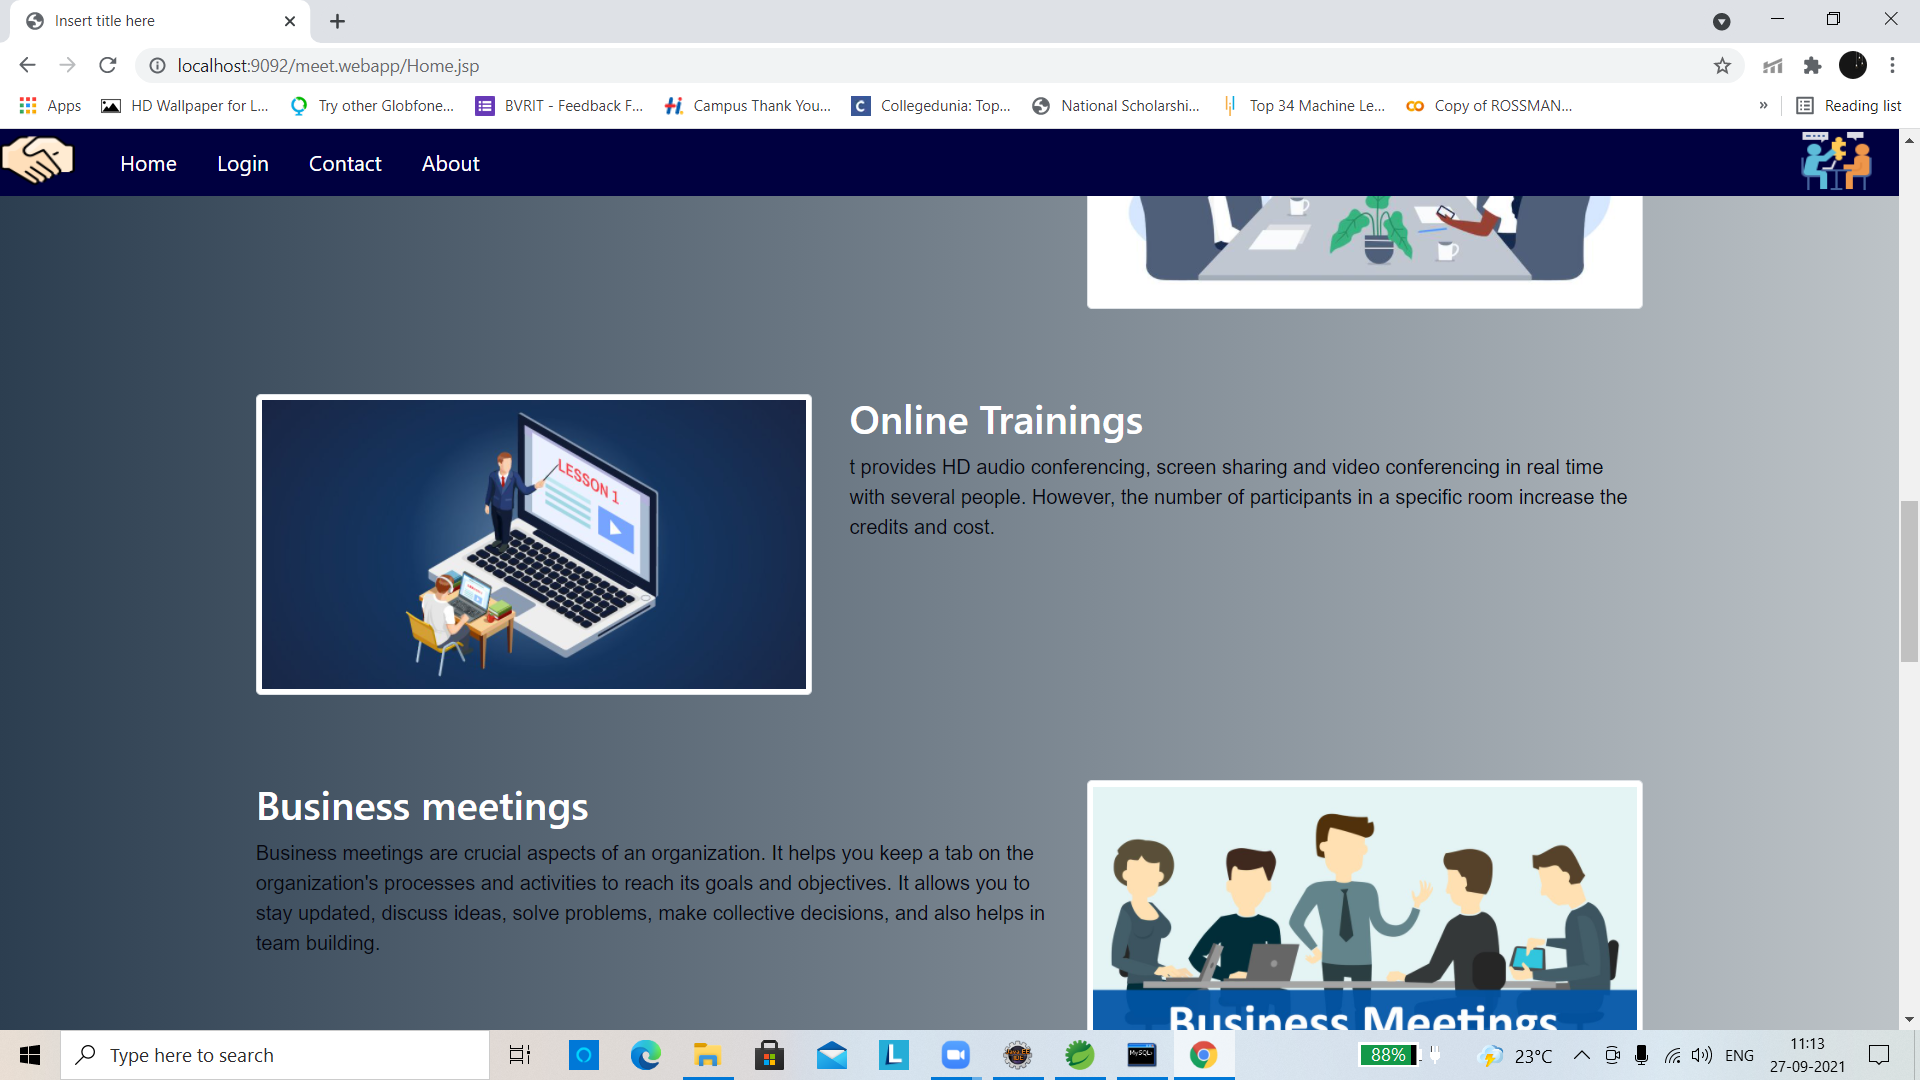 Insert title here
localhost:9092/meet.webapp/Home.jsp
Apps HD Wallpaper for L... Try other Globfone... BVRIT - Feedback F... Campus Thank You... Collegedunia: Top... National Scholarshi... Top 34 Machine Le... Copy of ROSSMAN... » Reading list
Home Login Contact About
LESSON 1
Online Trainings
t provides HD audio conferencing, screen sharing and video conferencing in real time
with several people. However, the number of participants in a specific room increase the
credits and cost.
Business meetings
Business meetings are crucial aspects of an organization. It helps you keep a tab on the
organization's processes and activities to reach its goals and objectives. It allows you to
stay updated, discuss ideas, solve problems, make collective decisions, and also helps in
team building.
Business Meetings
Type here to search
88%
23°C
ENG
11:13
27-09-2021